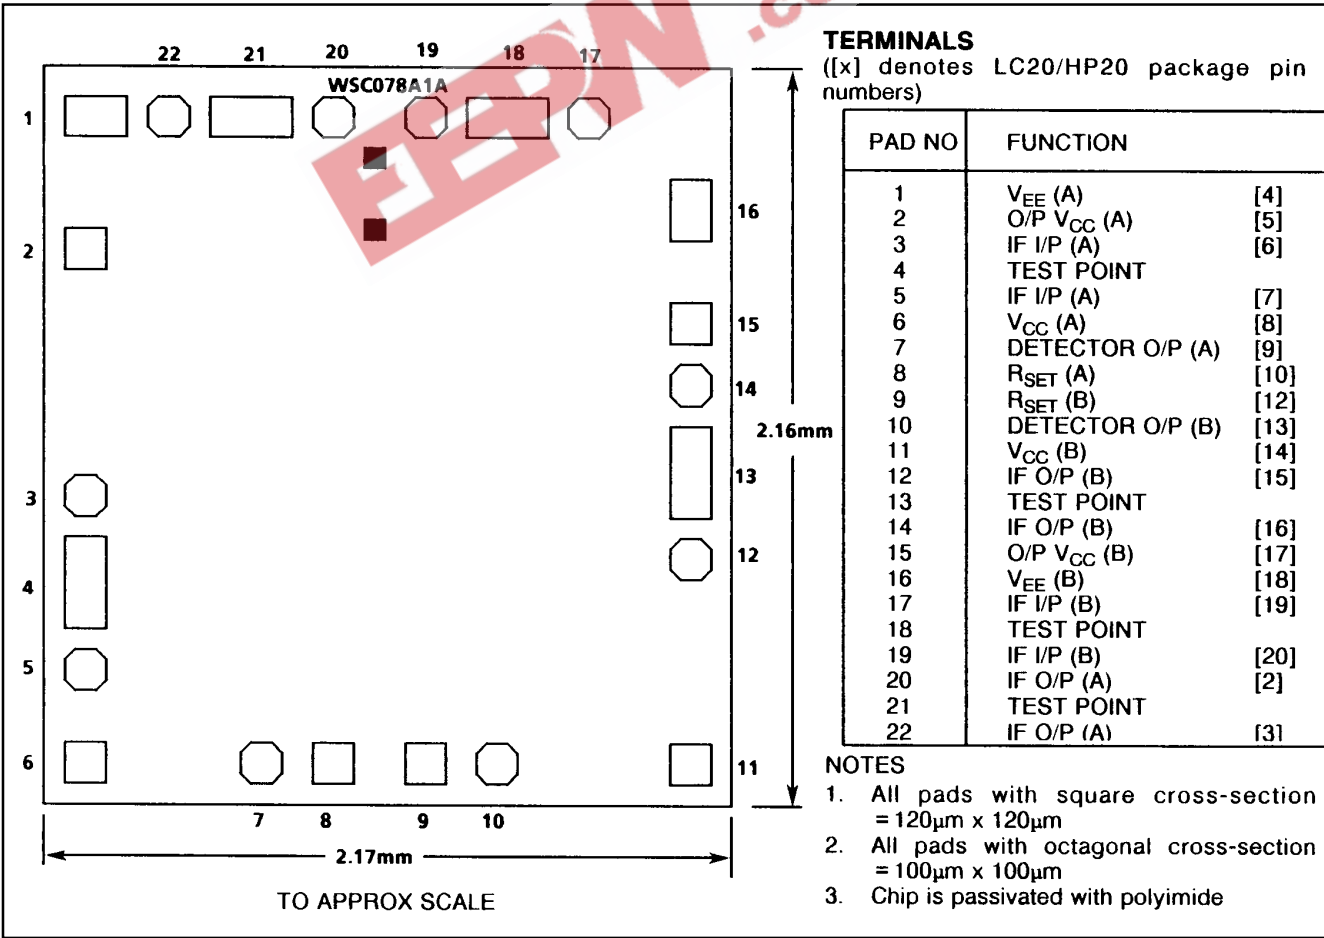 EEPW .co
22 21 20 19 18 17
WSC078A1A
1
2
3
4
5
6
16
15
14
13
12
11
7 8 9 10
2.16mm
2.17mm
TO APPROX SCALE
TERMINALS
([x] denotes LC20/HP20 package pin
numbers)
PAD NO FUNCTION
1 VEE (A) [4]
2 O/P VCC (A) [5]
3 IF I/P (A) [6]
4 TEST POINT
5 IF I/P (A) [7]
6 VCC (A) [8]
7 DETECTOR O/P (A) [9]
8 RSET (A) [10]
9 RSET (B) [12]
10 DETECTOR O/P (B) [13]
11 VCC (B) [14]
12 IF O/P (B) [15]
13 TEST POINT
14 IF O/P (B) [16]
15 O/P VCC (B) [17]
16 VEE (B) [18]
17 IF I/P (B) [19]
18 TEST POINT
19 IF I/P (B) [20]
20 IF O/P (A) [2]
21 TEST POINT
22 IF O/P (A) [3]
NOTES
1. All pads with square cross-section
= 120µm x 120µm
2. All pads with octagonal cross-section
= 100µm x 100µm
3. Chip is passivated with polyimide